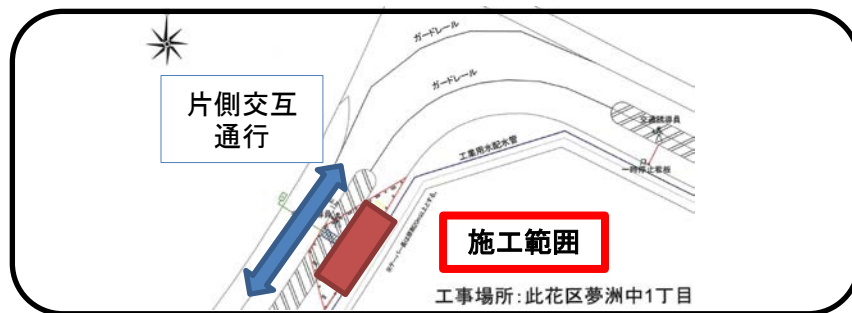 ガードレール
ガードレール
片側交互
通行
交通誘導員
工業用水配水管
一時停止看板
施工範囲
工事場所:此花区夢洲中1丁目